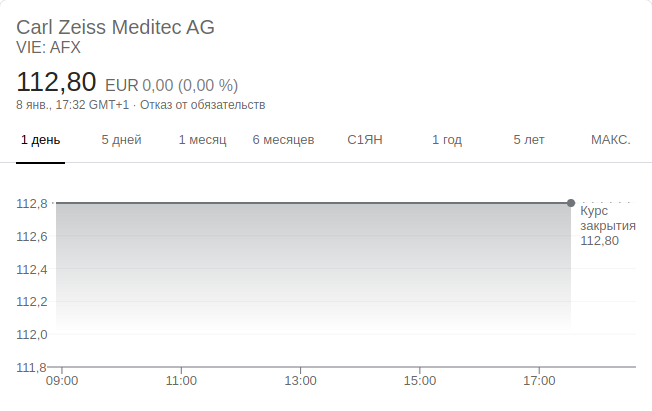 Carl Zeiss Meditec AG
VIE: AFX
112,80 EUR 0,00 (0,00 %)
8 янв., 17:32 GMT+1 · Отказ от обязательств
1 день 5 дней 1 месяц 6 месяцев С1ЯН 1 год 5 лет МАКС.
112,8
Курс
закрытия
112,80
112,6
112,4
112,2
112,0
111,8
09:00 11:00 13:00 15:00 17:00